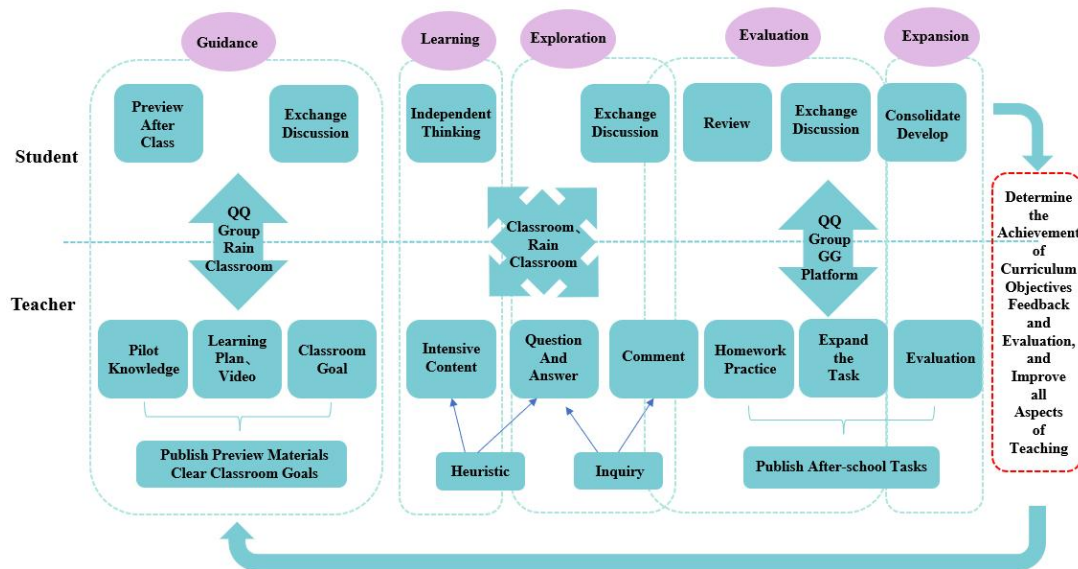 Guidance
Learning
Exploration
Evaluation
Expansion
Student
Preview
After
Class
Exchange
Discussion
Independent
Thinking
Exchange
Discussion
Review
Exchange
Discussion
Consolidate
Develop
QQ
Group
Rain
Classroom
Classroom、
Rain
Classroom
QQ
Group
GG
Platform
Teacher
Pilot
Knowledge
Learning
Plan、
Video
Classroom
Goal
Intensive
Content
Question
And
Answer
Comment
Homework
Practice
Expand
the
Task
Evaluation
Publish Preview Materials
Clear Classroom Goals
Heuristic
Inquiry
Publish After-school Tasks
Determine
the
Achievement
of
Curriculum
Objectives
Feedback
and
Evaluation,
and
Improve
all
Aspects
of
Teaching